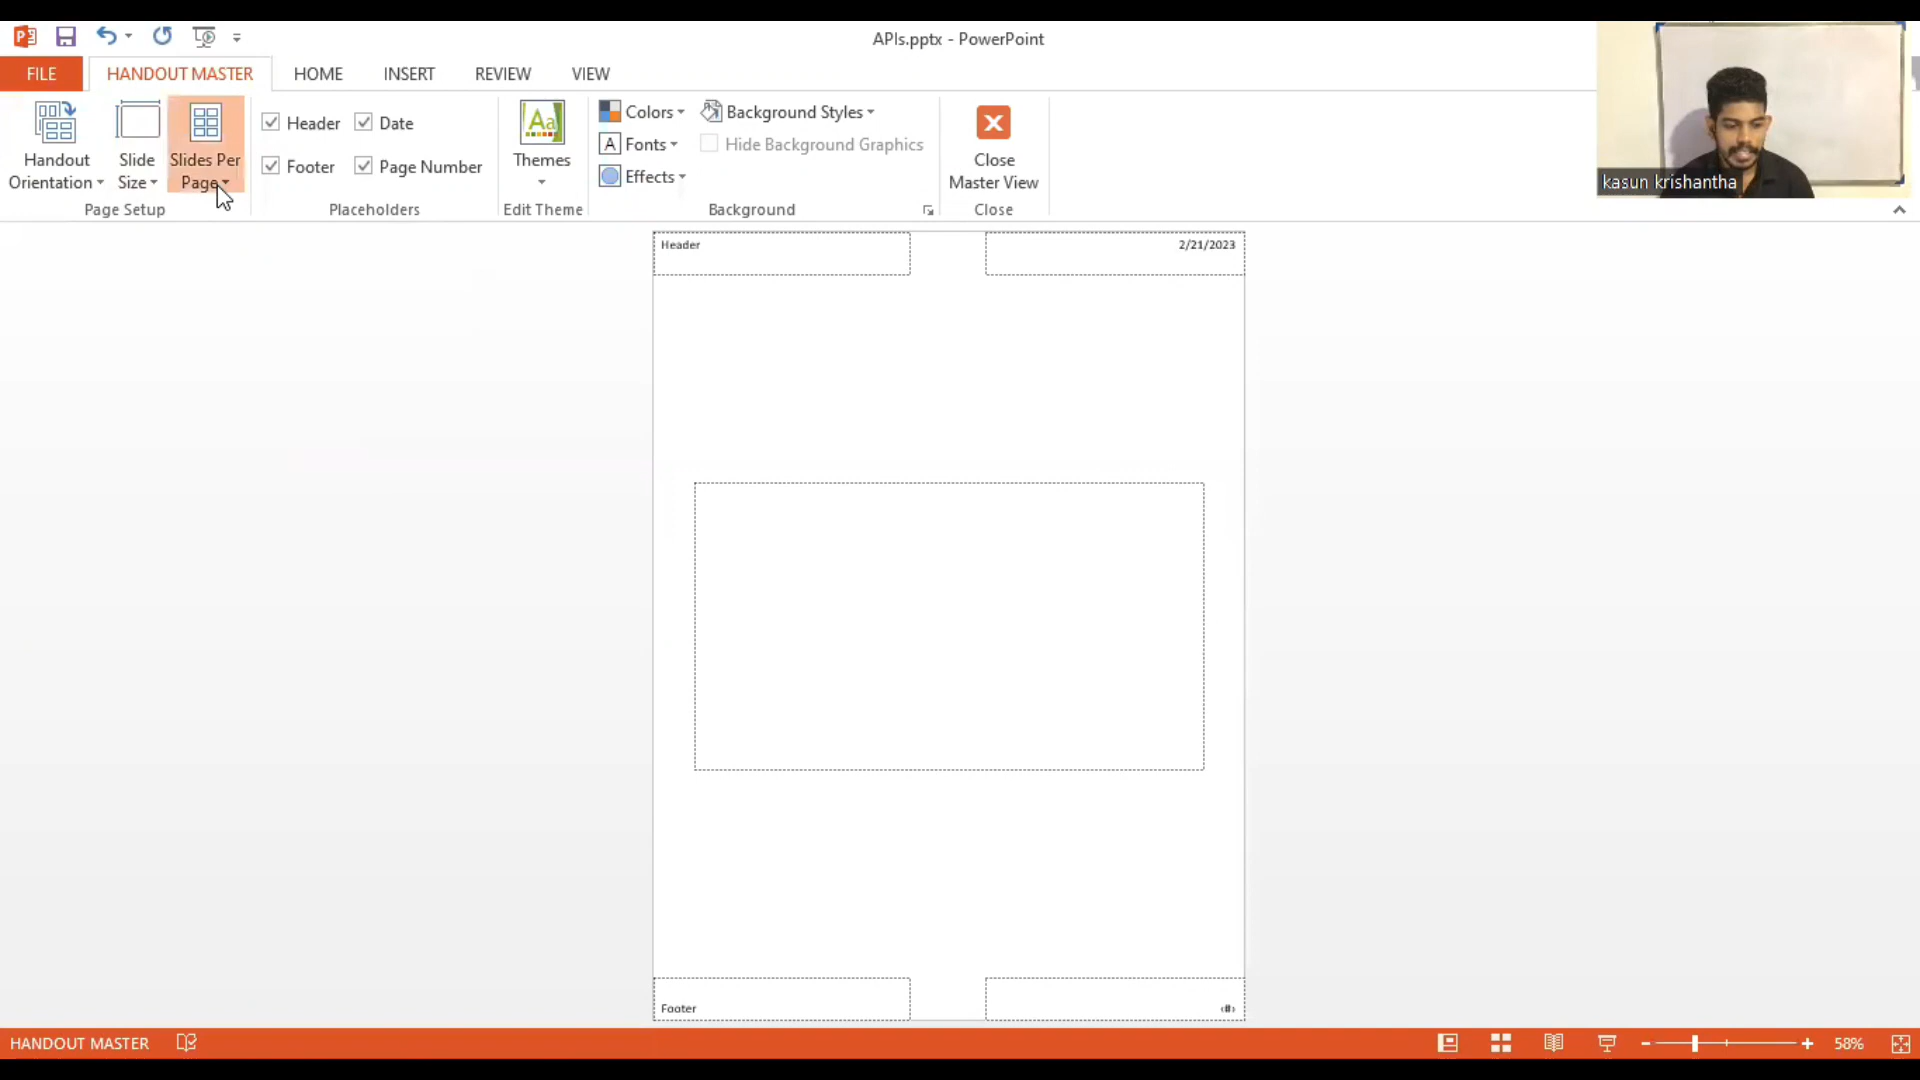 APIs.pptx - PowerPoint
FILE
HANDOUT MASTER
HOME
INSERT
REVIEW
VIEW
Handout
Orientation
Slide
Size
Slides Per
Page
Page Setup
Header
Date
Footer
Page Number
Placeholders
Aa
Themes
Edit Theme
Colors
Background Styles
A Fonts
Hide Background Graphics
Effects
Background
Close
Master View
Close
kasun krishantha
Header
2/21/2023
Footer
‹#›
HANDOUT MASTER
58%